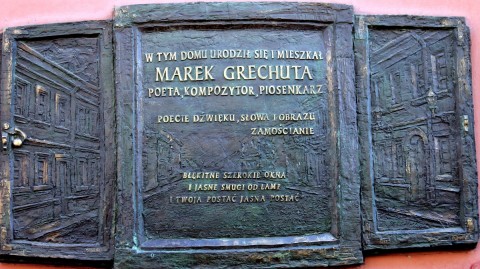 W TYM DOMU URODZIŁ SIĘ I MIESZKAŁ
MAREK GRECHUTA
POETA, KOMPOZYTOR, PIOSENKARZ
POECIE DŹWIĘKU, SŁOWA I OBRAZU
ZAMOŚCIANIE
BŁĘKITNE SZEROKIE OKNA
I JASNE SMUGI OD LAMP
I TWOJA POSTAĆ JASNA POSTAĆ